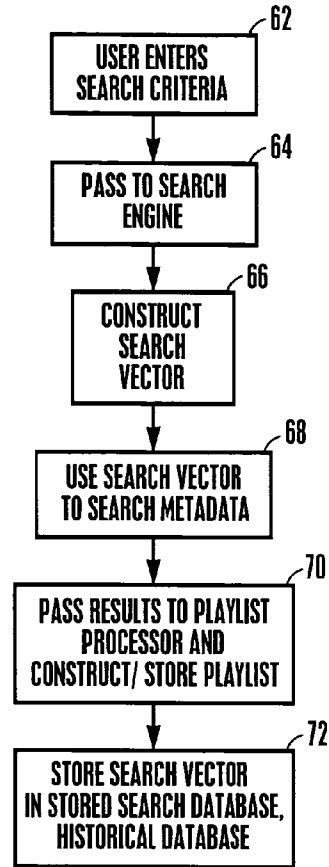 62
USER ENTERS
SEARCH CRITERIA
64
PASS TO SEARCH
ENGINE
66
CONSTRUCT
SEARCH
VECTOR
68
USE SEARCH VECTOR
TO SEARCH METADATA
70
PASS RESULTS TO PLAYLIST
PROCESSOR AND
CONSTRUCT/ STORE PLAYLIST
72
STORE SEARCH VECTOR
IN STORED SEARCH DATABASE,
HISTORICAL DATABASE